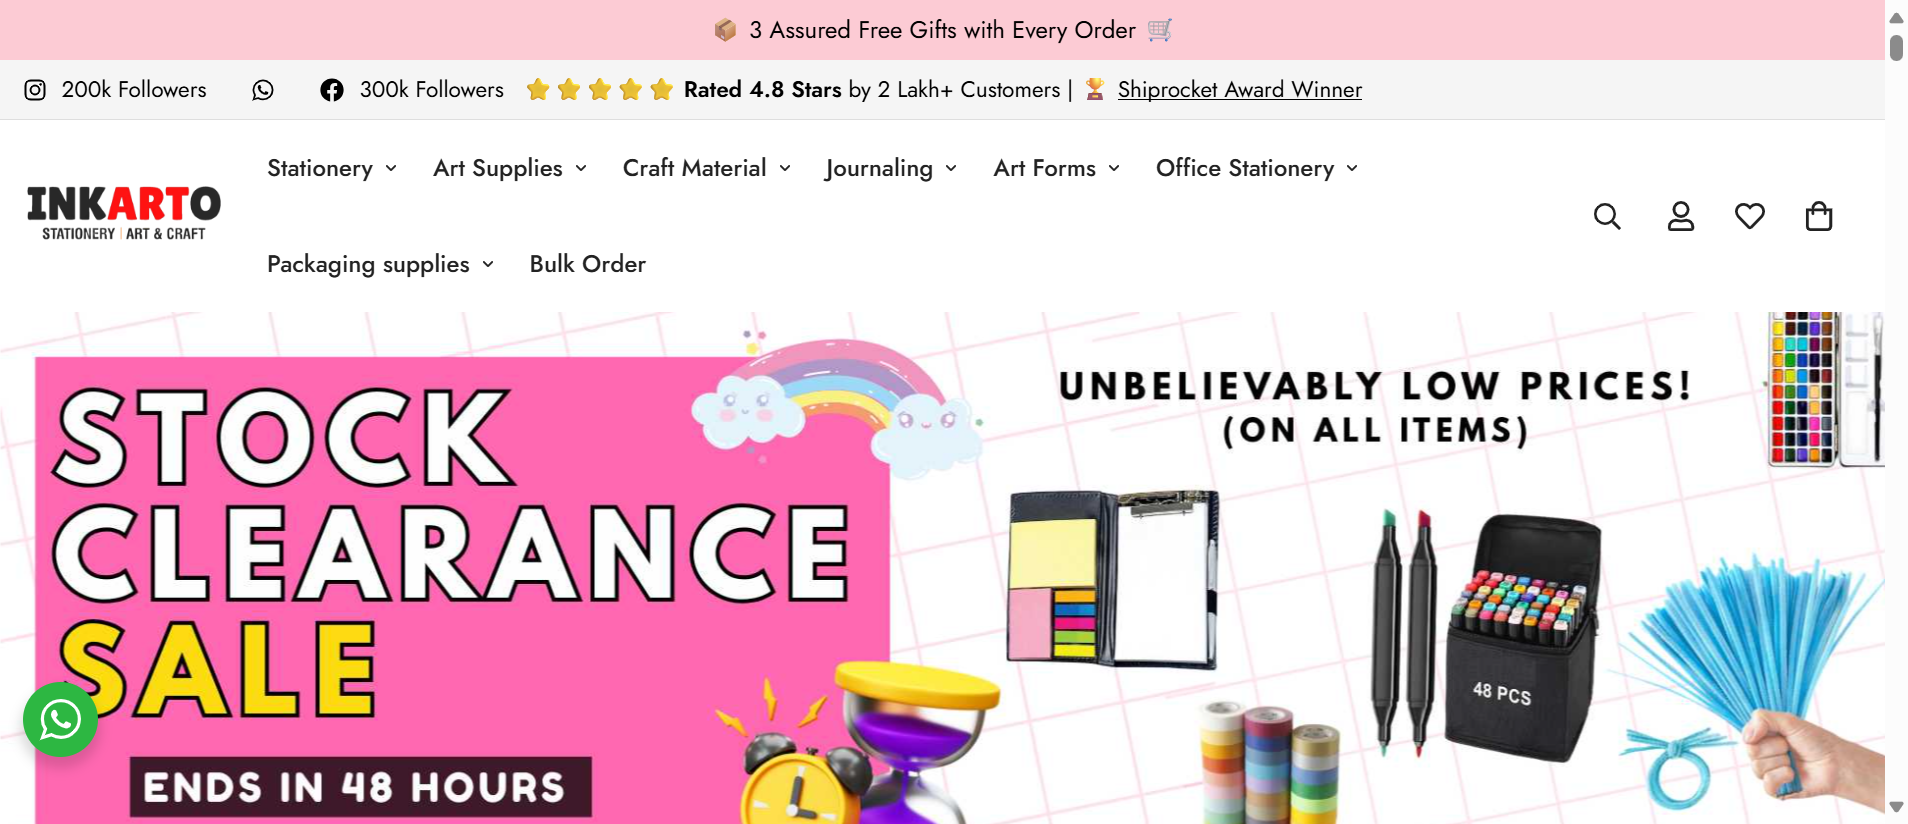 3 Assured Free Gifts with Every Order
200k Followers
300k Followers
Rated 4.8 Stars by 2 Lakh+ Customers |
Shiprocket Award Winner
INKARTO
STATIONERY | ART & CRAFT
Stationery
Art Supplies
Craft Material
Journaling
Art Forms
Office Stationery
Packaging supplies
Bulk Order
STOCK
CLEARANCE
SALE
ENDS IN 48 HOURS
UNBELIEVABLY LOW PRICES!
(ON ALL ITEMS)
48 PCS